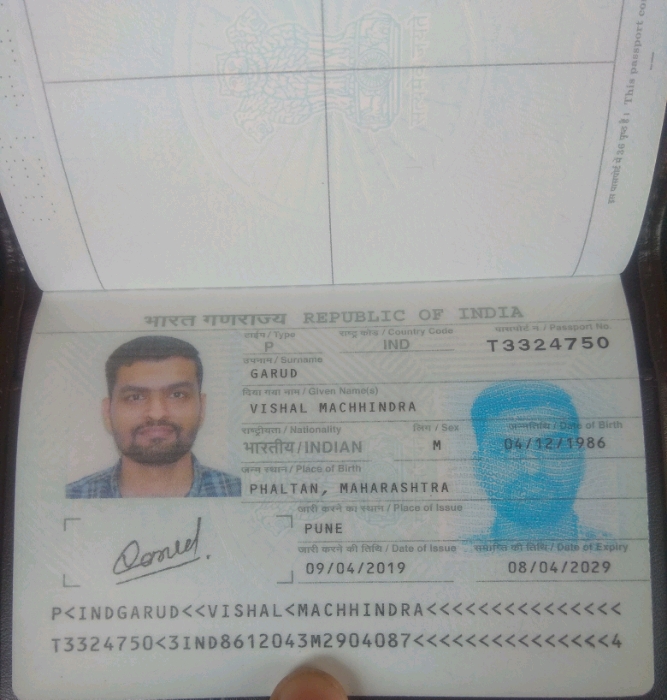 इस पासपोर्ट में 36 पृष्ठ हैं। This passport co
भारत गणराज्य REPUBLIC OF INDIA
टाईप / Type
राष्ट्र कोड / Country Code
पासपोर्ट न. / Passport No.
P
IND
T3324750
उपनाम / Surname
GARUD
दिया गया नाम / Given Name(s)
VISHAL MACHHINDRA
राष्ट्रीयता / Nationality
लिंग / Sex
जन्मतिथि / Date of Birth
भारतीय / INDIAN
M
04/12/1986
जन्म स्थान / Place of Birth
PHALTAN, MAHARASHTRA
जारी करने का स्थान / Place of Issue
PUNE
जारी करने की तिथि / Date of Issue
समाप्ति की तिथि / Date of Expiry
09/04/2019
08/04/2029
P<INDGARUD<<VISHAL<MACHHINDRA<<<<<<<<<<<<<<<
T3324750<3IND8612043M2904087<<<<<<<<<<<<<<<4